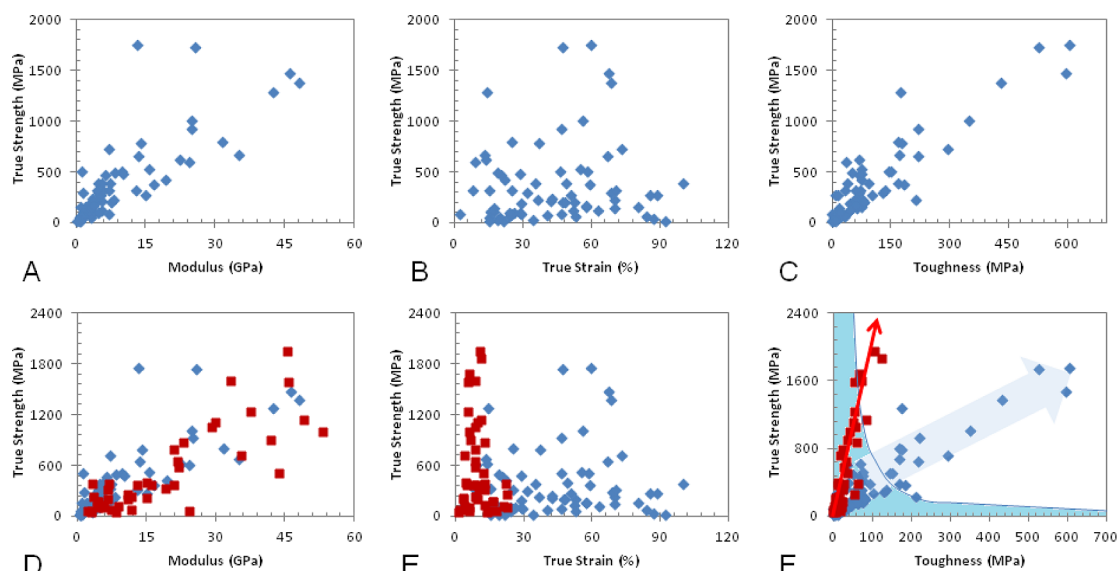 2000
1500
1000
500
0
True Strength (MPa)
0 15 30 45 60
Modulus (GPa)
A
2000
1500
1000
500
0
True Strength (MPa)
0 30 60 90 120
True Strain (%)
B
2000
1500
1000
500
0
True Strength (MPa)
0 150 300 450 600
Toughness (MPa)
C
2400
1800
1200
600
0
True Strength (MPa)
0 10 20 30 40 50 60
Modulus (GPa)
D
2400
1800
1200
600
0
True Strength (MPa)
0 30 60 90 120
True Strain (%)
E
2400
1600
800
0
True Strength (MPa)
0 100 200 300 400 500 600 700
Toughness (MPa)
F